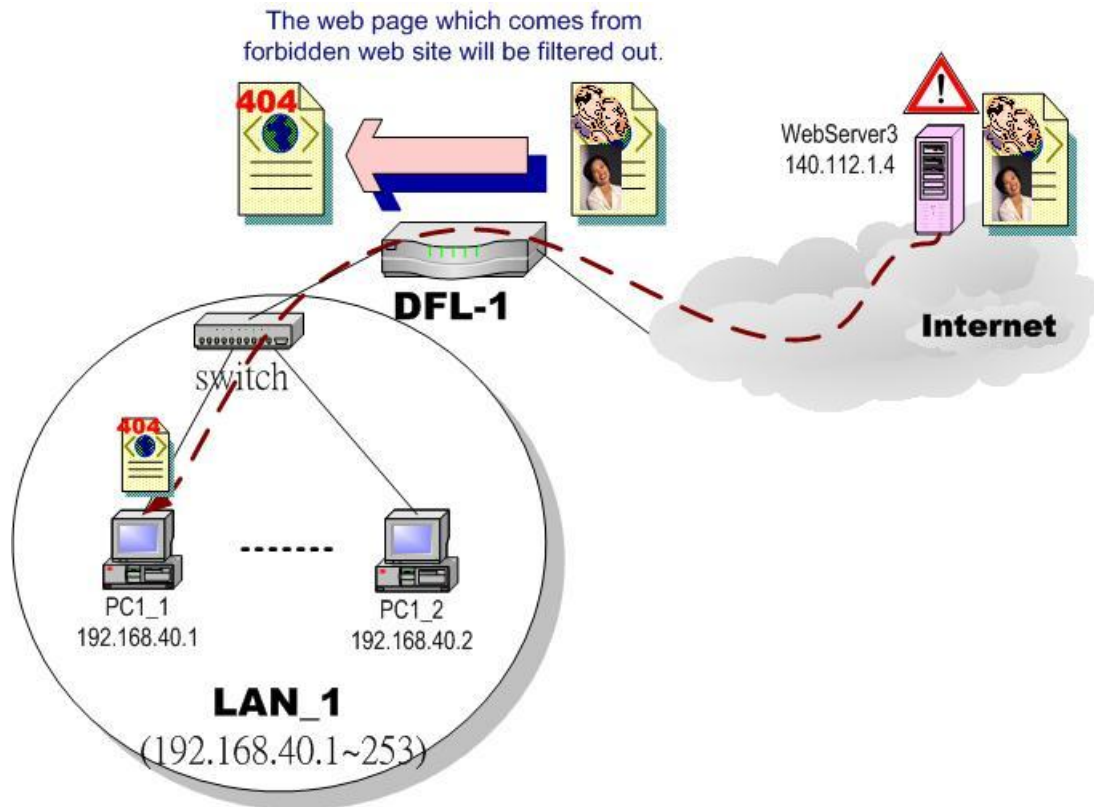 The web page which comes from
forbidden web site will be filtered out.
404
WebServer3
140.112.1.4
DFL-1
Internet
switch
404
PC1_1
192.168.40.1
PC1_2
192.168.40.2
LAN_1
(192.168.40.1~253)